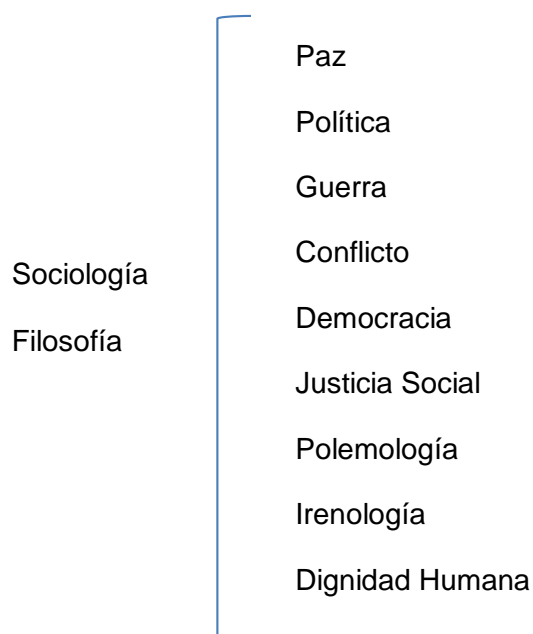 Sociología
Filosofía
Paz
Política
Guerra
Conflicto
Democracia
Justicia Social
Polemología
Irenología
Dignidad Humana